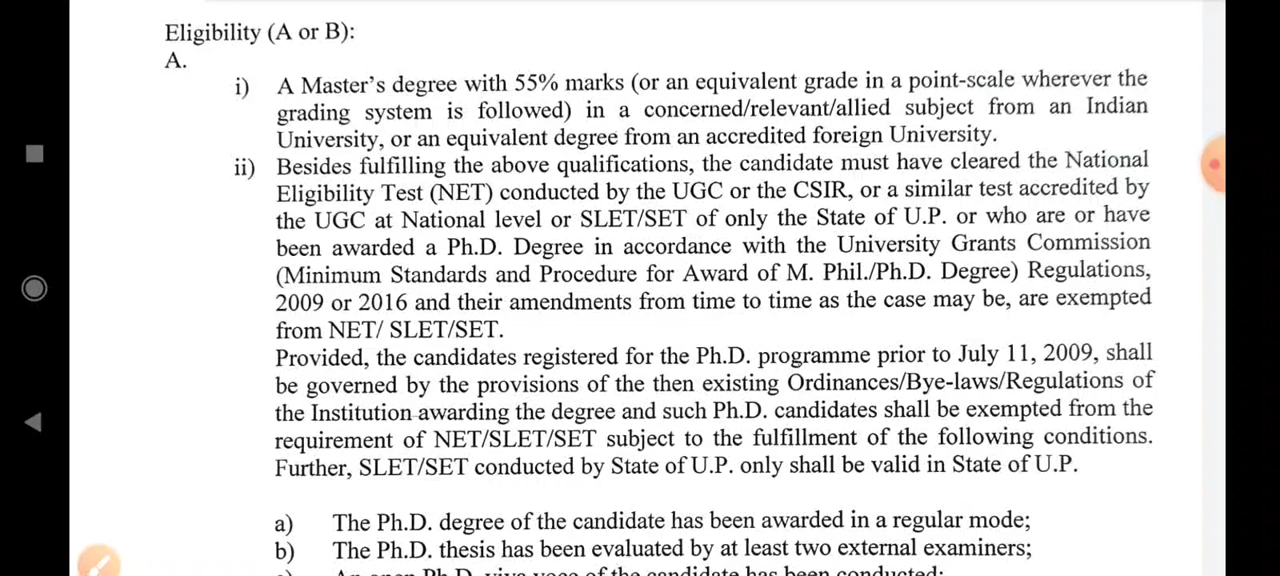 Eligibility (A or B):
A.
i) A Master’s degree with 55% marks (or an equivalent grade in a point-scale wherever the
grading system is followed) in a concerned/relevant/allied subject from an Indian
University, or an equivalent degree from an accredited foreign University.
ii) Besides fulfilling the above qualifications, the candidate must have cleared the National
Eligibility Test (NET) conducted by the UGC or the CSIR, or a similar test accredited by
the UGC at National level or SLET/SET of only the State of U.P. or who are or have
been awarded a Ph.D. Degree in accordance with the University Grants Commission
(Minimum Standards and Procedure for Award of M. Phil./Ph.D. Degree) Regulations,
2009 or 2016 and their amendments from time to time as the case may be, are exempted
from NET/ SLET/SET.
Provided, the candidates registered for the Ph.D. programme prior to July 11, 2009, shall
be governed by the provisions of the then existing Ordinances/Bye-laws/Regulations of
the Institution awarding the degree and such Ph.D. candidates shall be exempted from the
requirement of NET/SLET/SET subject to the fulfillment of the following conditions.
Further, SLET/SET conducted by State of U.P. only shall be valid in State of U.P.
a) The Ph.D. degree of the candidate has been awarded in a regular mode;
b) The Ph.D. thesis has been evaluated by at least two external examiners;
An open Ph.D. viva voce of the candidate has been conducted;